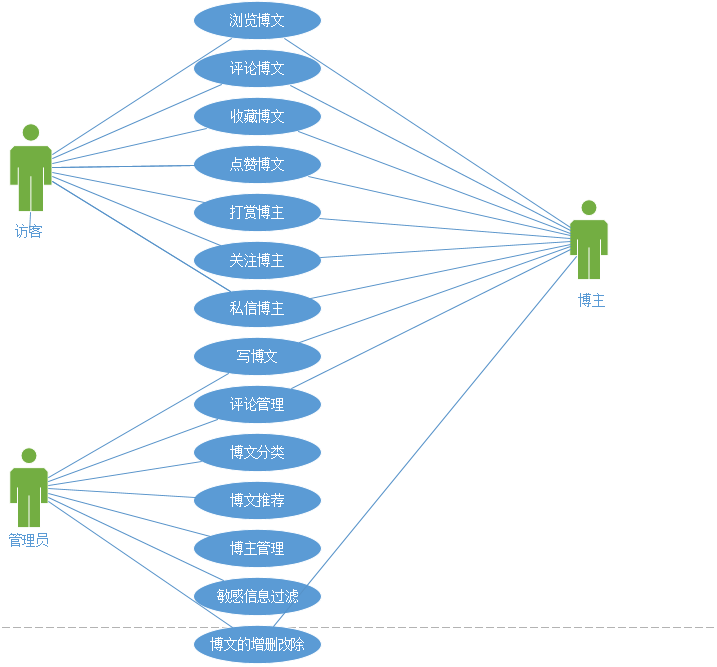 浏览博文
评论博文
收藏博文
点赞博文
打赏博主
访客
关注博主
私信博主
博主
写博文
评论管理
博文分类
博文推荐
管理员
博主管理
敏感信息过滤
博文的增删改除